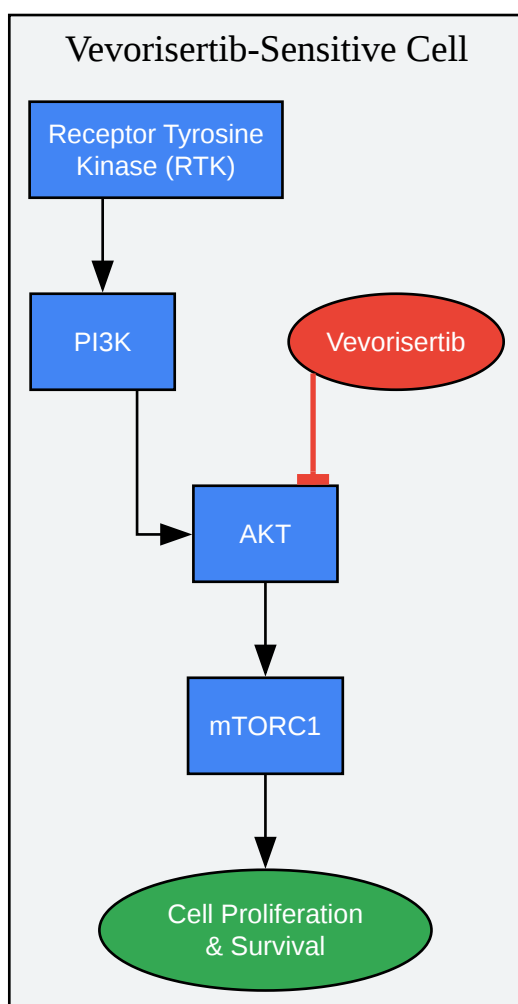 Vevorisertib-Sensitive Cell
Receptor Tyrosine
Kinase (RTK)
PI3K
Vevorisertib
AKT
mTORC1
Cell Proliferation
& Survival